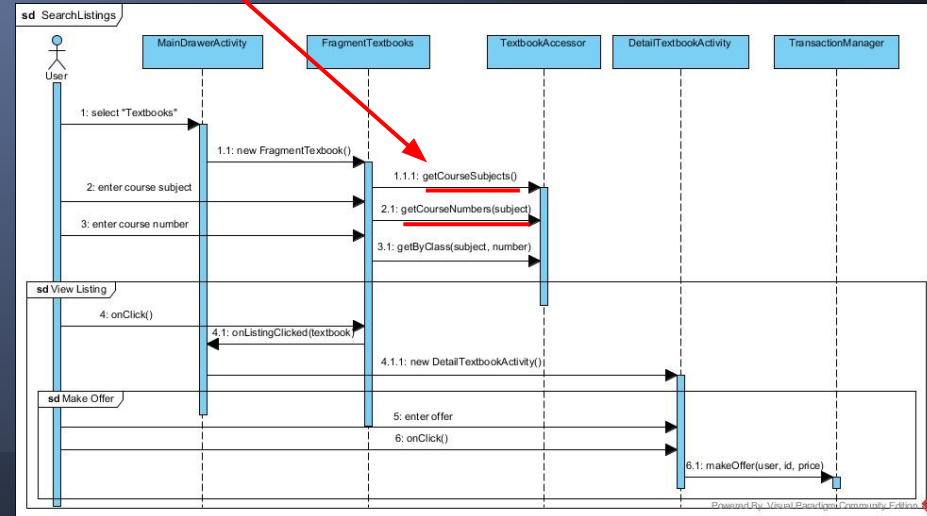 sd SearchListings
MainDrawerActivity
FragmentTextbooks
TextbookAccessor
DetailTextbookActivity
TransactionManager
User
1: select "Textbooks"
1.1: new FragmentTexbook()
1.1.1: getCourseSubjects()
2: enter course subject
2.1: getCourseNumbers(subject)
3: enter course number
3.1: getByClass(subject, number)
sd View Listing
4: onClick()
4.1: onListingClicked(textbook)
4.1.1: new DetailTextbookActivity()
sd Make Offer
5: enter offer
6: onClick()
6.1: makeOffer(user, id, price)
Powered By Visual Paradigm Community Edition